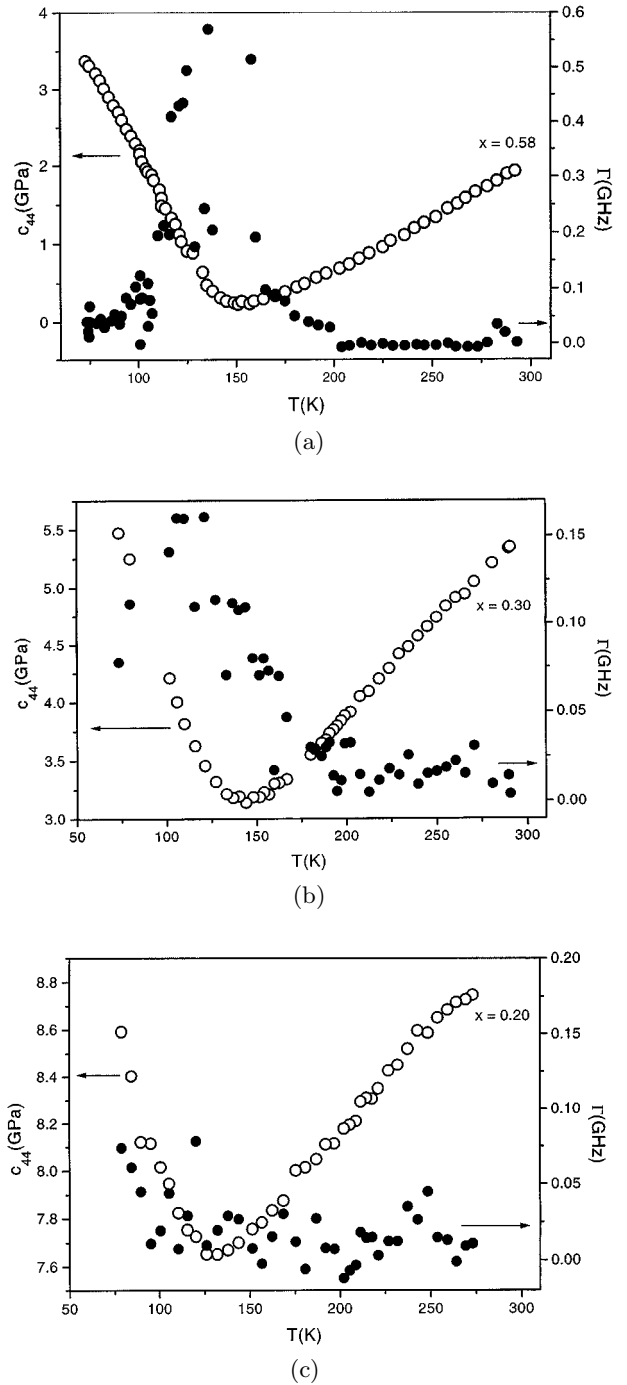 0.6
4
0.5
3
0.4
x = 0.58
2
0.3
c44(GPa)
Γ(GHz)
0.2
1
0.1
0
0.0
100 150 200 250 300
T(K)
(a)
5.5
0.15
5.0
x = 0.30
0.10
4.5
c44(GPa)
Γ(GHz)
4.0
0.05
3.5
0.00
3.0
50 100 150 200 250 300
T(K)
(b)
0.20
8.8
x = 0.20
8.6
0.15
8.4
0.10
8.2
c44(GPa)
Γ(GHz)
8.0
0.05
7.8
0.00
7.6
50 100 150 200 250 300
T(K)
(c)